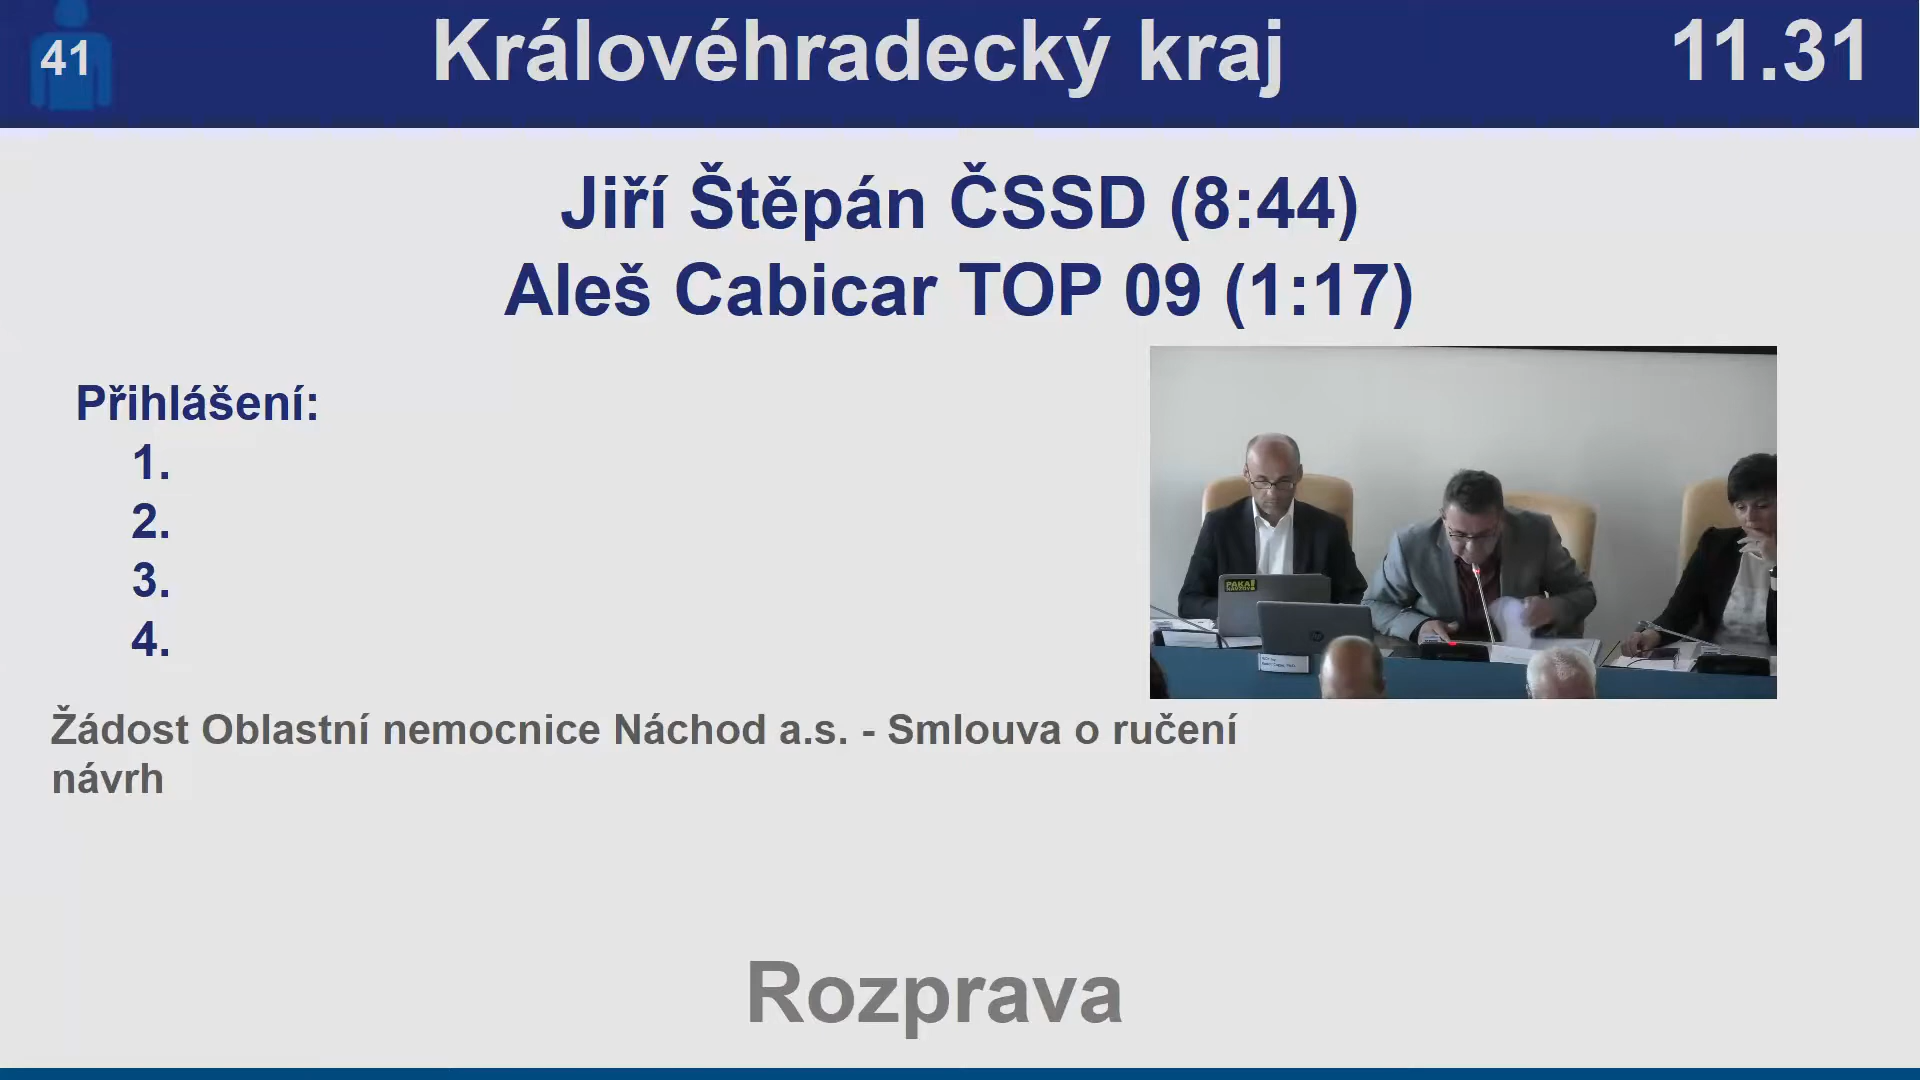 41
Královéhradecký kraj
11.31
Jiří Štěpán ČSSD (8:44)
Aleš Cabicar TOP 09 (1:17)
Přihlášení:
1.
2.
3.
4.
PAKA!
Žádost Oblastní nemocnice Náchod a.s. - Smlouva o ručení
návrh
Rozprava